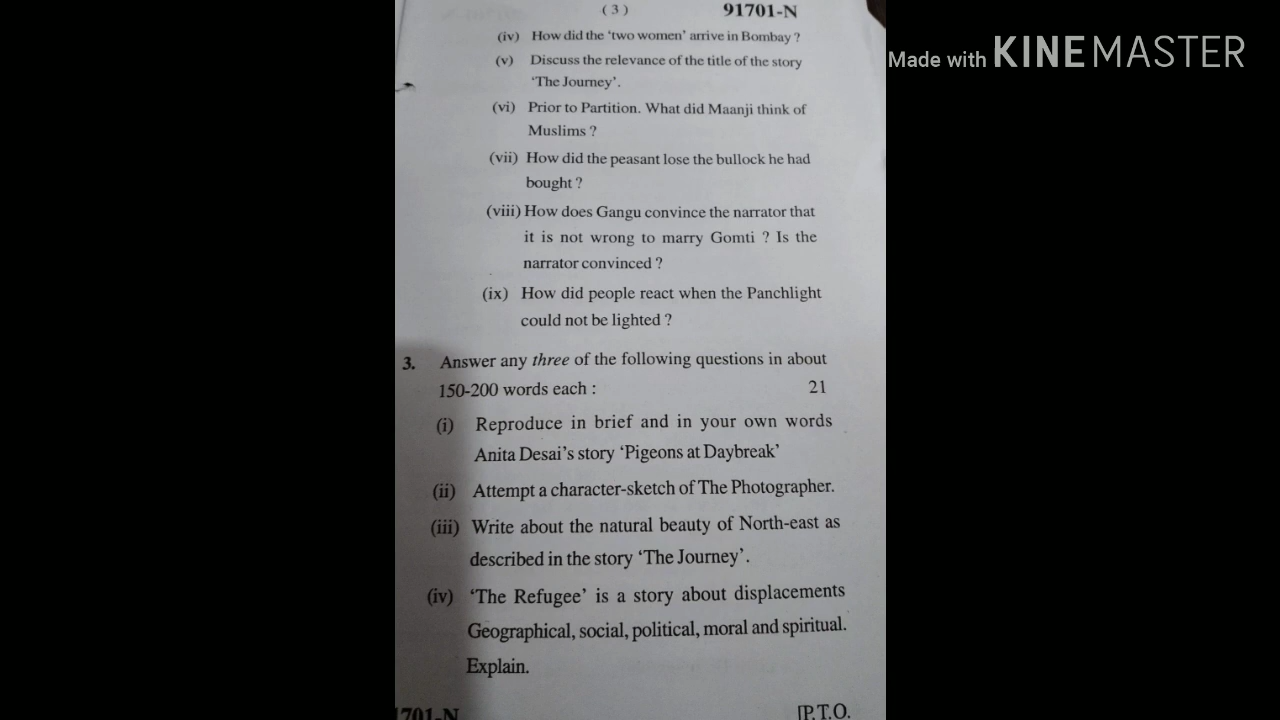 ( 3 ) 91701-N
Made with KINEMASTER
(iv) How did the 'two women' arrive in Bombay ?
(v) Discuss the relevance of the title of the story
'The Journey'.
(vi) Prior to Partition. What did Maanji think of
Muslims ?
(vii) How did the peasant lose the bullock he had
bought ?
(viii) How does Gangu convince the narrator that
it is not wrong to marry Gomti ? Is the
narrator convinced ?
(ix) How did people react when the Panchlight
could not be lighted ?
3. Answer any three of the following questions in about
150-200 words each : 21
(i) Reproduce in brief and in your own words
Anita Desai's story 'Pigeons at Daybreak'
(ii) Attempt a character-sketch of The Photographer.
(iii) Write about the natural beauty of North-east as
described in the story 'The Journey'.
(iv) 'The Refugee' is a story about displacements
Geographical, social, political, moral and spiritual.
Explain.
1701-N [P.T.O.